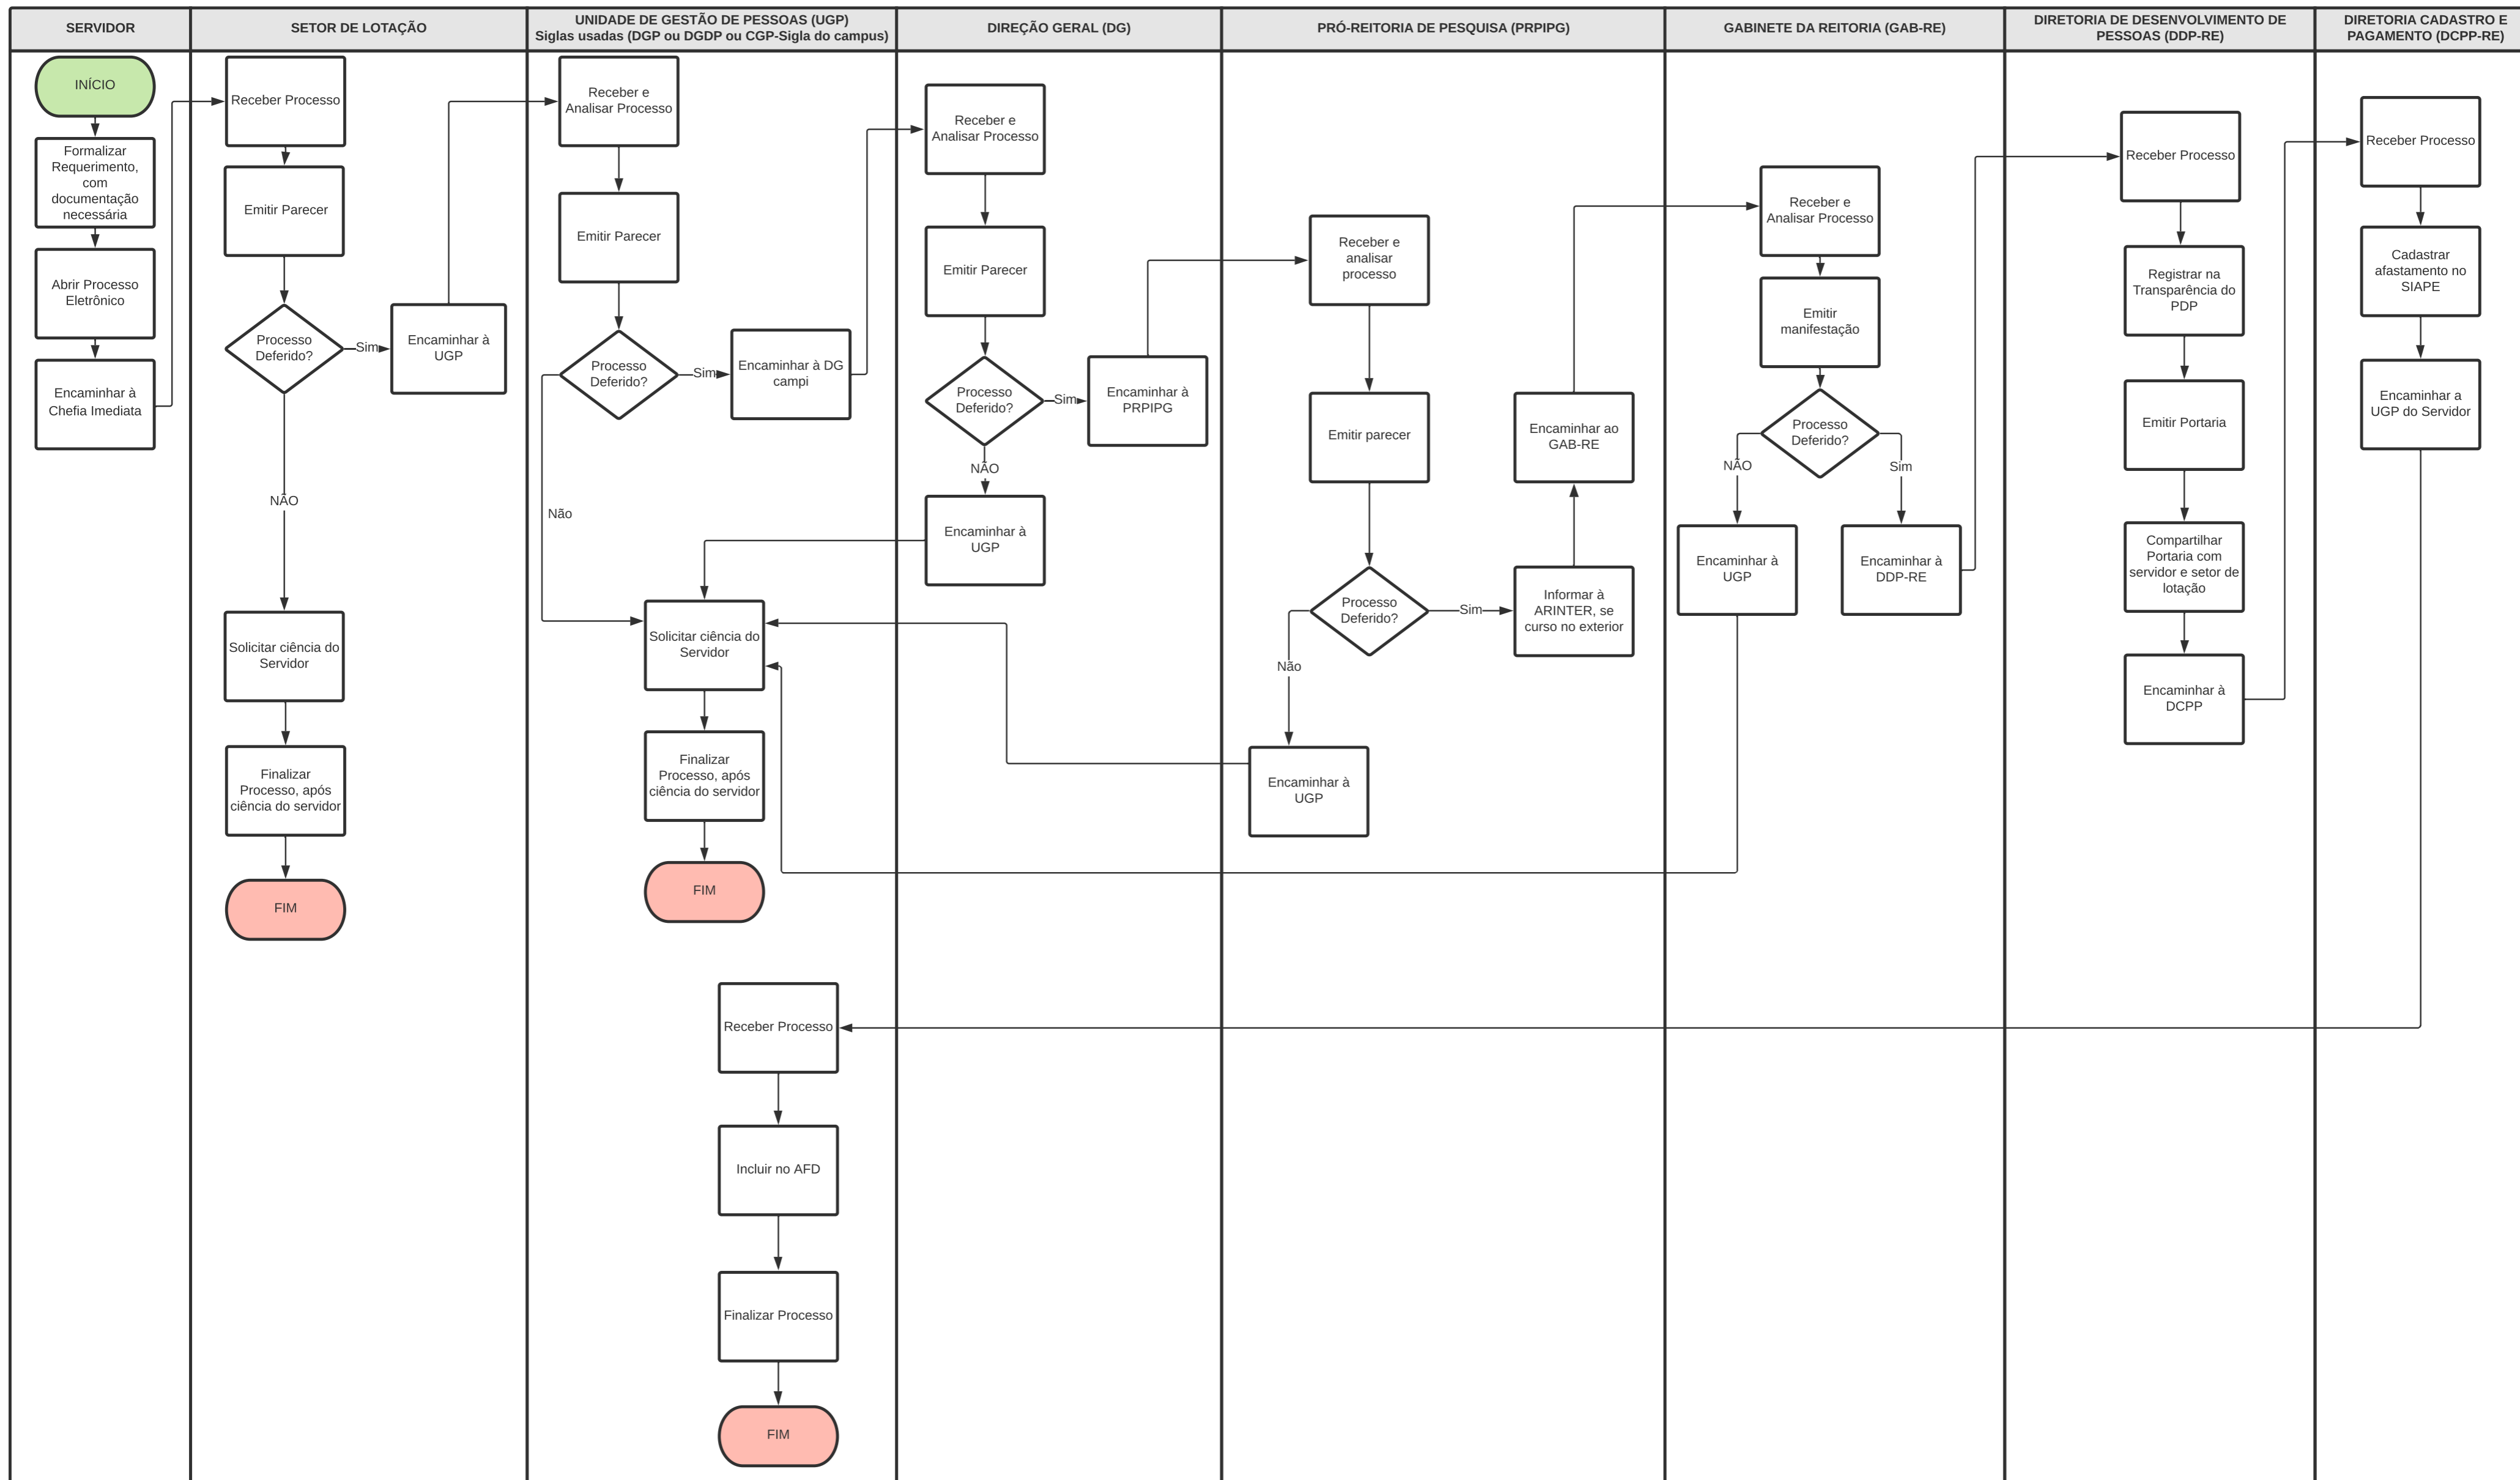 SERVIDOR
SETOR DE LOTAÇÃO
UNIDADE DE GESTÃO DE PESSOAS (UGP)
Siglas usadas (DGP ou DGDP ou CGP-Sigla do campus)
DIREÇÃO GERAL (DG)
PRÓ-REITORIA DE PESQUISA (PRPIPG)
GABINETE DA REITORIA (GAB-RE)
DIRETORIA DE DESENVOLVIMENTO DE
PESSOAS (DDP-RE)
DIRETORIA CADASTRO E
PAGAMENTO (DCPP-RE)
INÍCIO
Formalizar
Requerimento,
com
documentação
necessária
Abrir Processo
Eletrônico
Encaminhar à
Chefia Imediata
Receber Processo
Emitir Parecer
Processo
Deferido?
Sim
Encaminhar à
UGP
NÃO
Solicitar ciência do
Servidor
Finalizar
Processo, após
ciência do servidor
FIM
Receber e
Analisar Processo
Emitir Parecer
Processo
Deferido?
Sim
Encaminhar à DG
campi
Não
Solicitar ciência do
Servidor
Finalizar
Processo, após
ciência do servidor
FIM
Receber Processo
Incluir no AFD
Finalizar Processo
FIM
Receber e
Analisar Processo
Emitir Parecer
Processo
Deferido?
Sim
Encaminhar à
PRPIPG
NÃO
Encaminhar à
UGP
Receber e
analisar
processo
Emitir parecer
Processo
Deferido?
Sim
Informar à
ARINTER, se
curso no exterior
Encaminhar ao
GAB-RE
Não
Encaminhar à
UGP
Receber e
Analisar Processo
Emitir
manifestação
Processo
Deferido?
NÃO
Sim
Encaminhar à
UGP
Encaminhar à
DDP-RE
Receber Processo
Registrar na
Transparência do
PDP
Emitir Portaria
Compartilhar
Portaria com
servidor e setor de
lotação
Encaminhar à
DCPP
Receber Processo
Cadastrar
afastamento no
SIAPE
Encaminhar a
UGP do Servidor